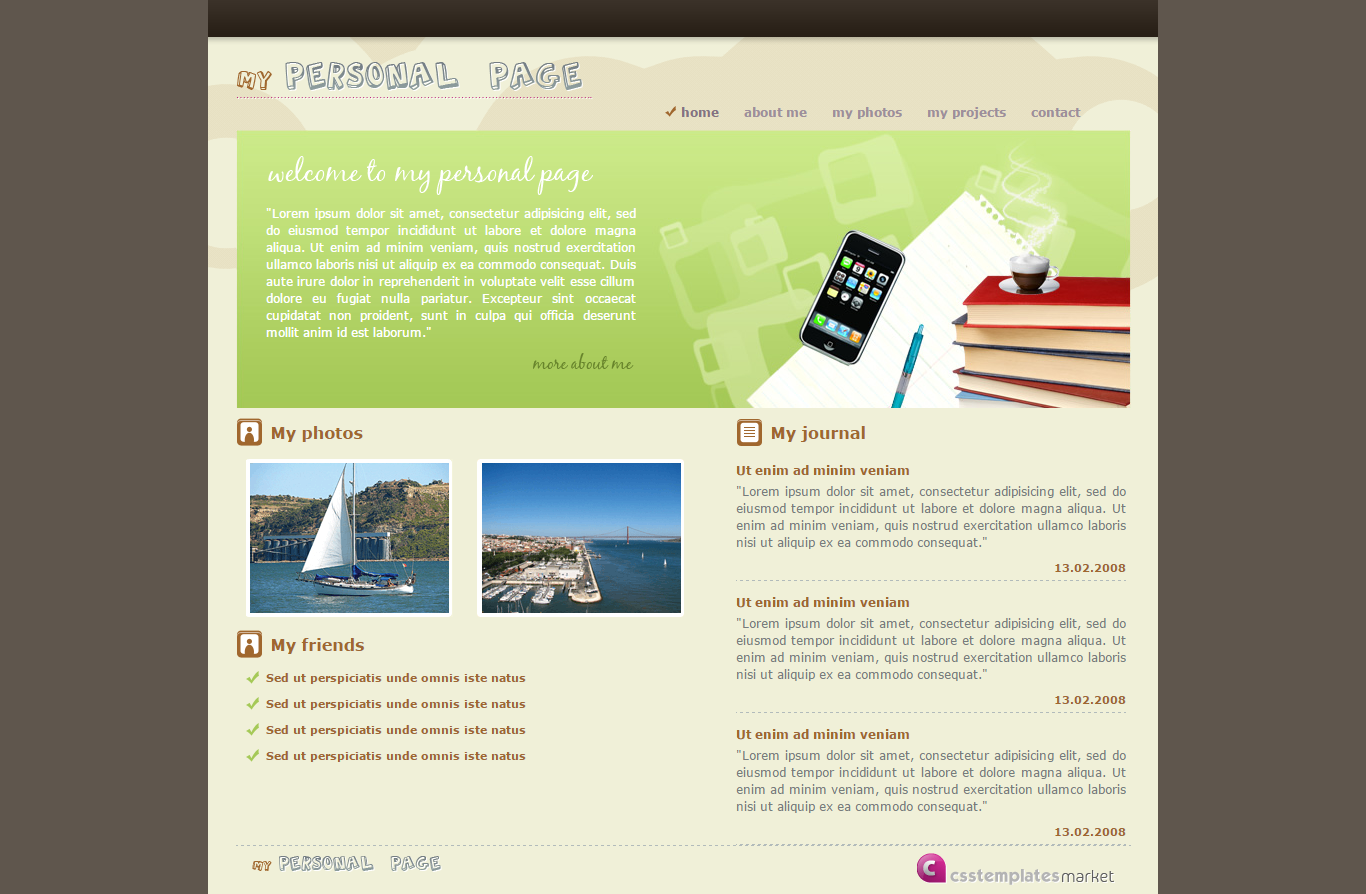 MY PERSONAL PAGE
home about me my photos my projects contact
welcome to my personal page
"Lorem ipsum dolor sit amet, consectetur adipisicing elit, sed
do eiusmod tempor incididunt ut labore et dolore magna
aliqua. Ut enim ad minim veniam, quis nostrud exercitation
ullamco laboris nisi ut aliquip ex ea commodo consequat. Duis
aute irure dolor in reprehenderit in voluptate velit esse cillum
dolore eu fugiat nulla pariatur. Excepteur sint occaecat
cupidatat non proident, sunt in culpa qui officia deserunt
mollit anim id est laborum."
more about me
My photos
My friends
Sed ut perspiciatis unde omnis iste natus
Sed ut perspiciatis unde omnis iste natus
Sed ut perspiciatis unde omnis iste natus
Sed ut perspiciatis unde omnis iste natus
My journal
Ut enim ad minim veniam
"Lorem ipsum dolor sit amet, consectetur adipisicing elit, sed do
eiusmod tempor incididunt ut labore et dolore magna aliqua. Ut
enim ad minim veniam, quis nostrud exercitation ullamco laboris
nisi ut aliquip ex ea commodo consequat."
13.02.2008
Ut enim ad minim veniam
"Lorem ipsum dolor sit amet, consectetur adipisicing elit, sed do
eiusmod tempor incididunt ut labore et dolore magna aliqua. Ut
enim ad minim veniam, quis nostrud exercitation ullamco laboris
nisi ut aliquip ex ea commodo consequat."
13.02.2008
Ut enim ad minim veniam
"Lorem ipsum dolor sit amet, consectetur adipisicing elit, sed do
eiusmod tempor incididunt ut labore et dolore magna aliqua. Ut
enim ad minim veniam, quis nostrud exercitation ullamco laboris
nisi ut aliquip ex ea commodo consequat."
13.02.2008
MY PERSONAL PAGE
c csstemplatesmarket